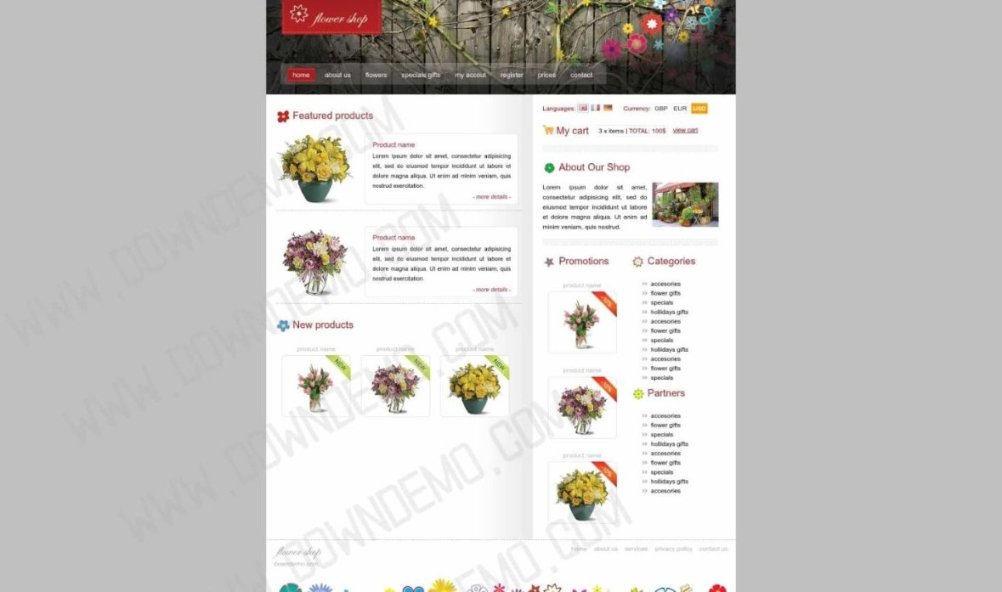 flower shop
home
about us
flowers
specials gifts
my accout
register
prices
contact
Featured products
Product name
Lorem ipsum dolor sit amet, consectetur adipisicing
elit, sed do eiusmod tempor incididunt ut labore et
dolore magna aliqua. Ut enim ad minim veniam, quis
nostrud exercitation.
- more details -
Product name
Lorem ipsum dolor sit amet, consectetur adipisicing
elit, sed do eiusmod tempor incididunt ut labore et
dolore magna aliqua. Ut enim ad minim veniam, quis
nostrud exercitation.
- more details -
New products
product name
NEW
product name
NEW
product name
NEW
Languages:
Currency: GBP EUR USD
My cart
3 x items | TOTAL: 100$
view cart
About Our Shop
Lorem ipsum dolor sit amet,
consectetur adipisicing elit, sed do
eiusmod tempor incididunt ut labore
et dolore magna aliqua. Ut enim ad
minim veniam, quis nostrud.
Promotions
product name
product name
product name
Categories
accesories
flower gifts
specials
hollidays gifts
accesories
flower gifts
specials
hollidays gifts
accesories
flower gifts
specials
Partners
accesories
flower gifts
specials
hollidays gifts
accesories
flower gifts
specials
hollidays gifts
accesories
flower shop
home
about us
services
privacy policy
contact us
WWW.DOWNDEMO.COM
WWW.DOWNDEMO.COM
WWW.DOWNDEMO.COM
WWW.DOWNDEMO.COM